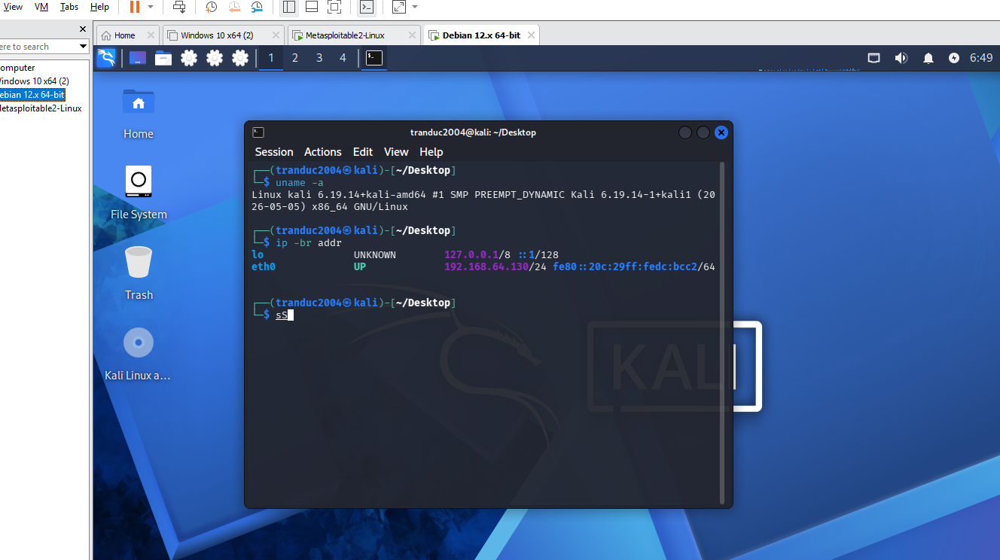 View VM Tabs Help
Home Windows 10 x64 (2) Metasploitable2-Linux Debian 12.x 64-bit
ere to search
omputer
indows 10 x64 (2)
ebian 12.x 64-bit
etasploitable2-Linux
1 2 3 4 6:49
Home
File System
Trash
Kali Linux a...
tranduc2004@kali: ~/Desktop
Session Actions Edit View Help
┌──(tranduc2004㉿kali)-[~/Desktop]
└─$ uname -a
Linux kali 6.19.14+kali-amd64 #1 SMP PREEMPT_DYNAMIC Kali 6.19.14-1+kali1 (20
26-05-05) x86_64 GNU/Linux
┌──(tranduc2004㉿kali)-[~/Desktop]
└─$ ip -br addr
lo UNKNOWN 127.0.0.1/8 ::1/128
eth0 UP 192.168.64.130/24 fe80::20c:29ff:fedc:bcc2/64
┌──(tranduc2004㉿kali)-[~/Desktop]
└─$ sS
KALI